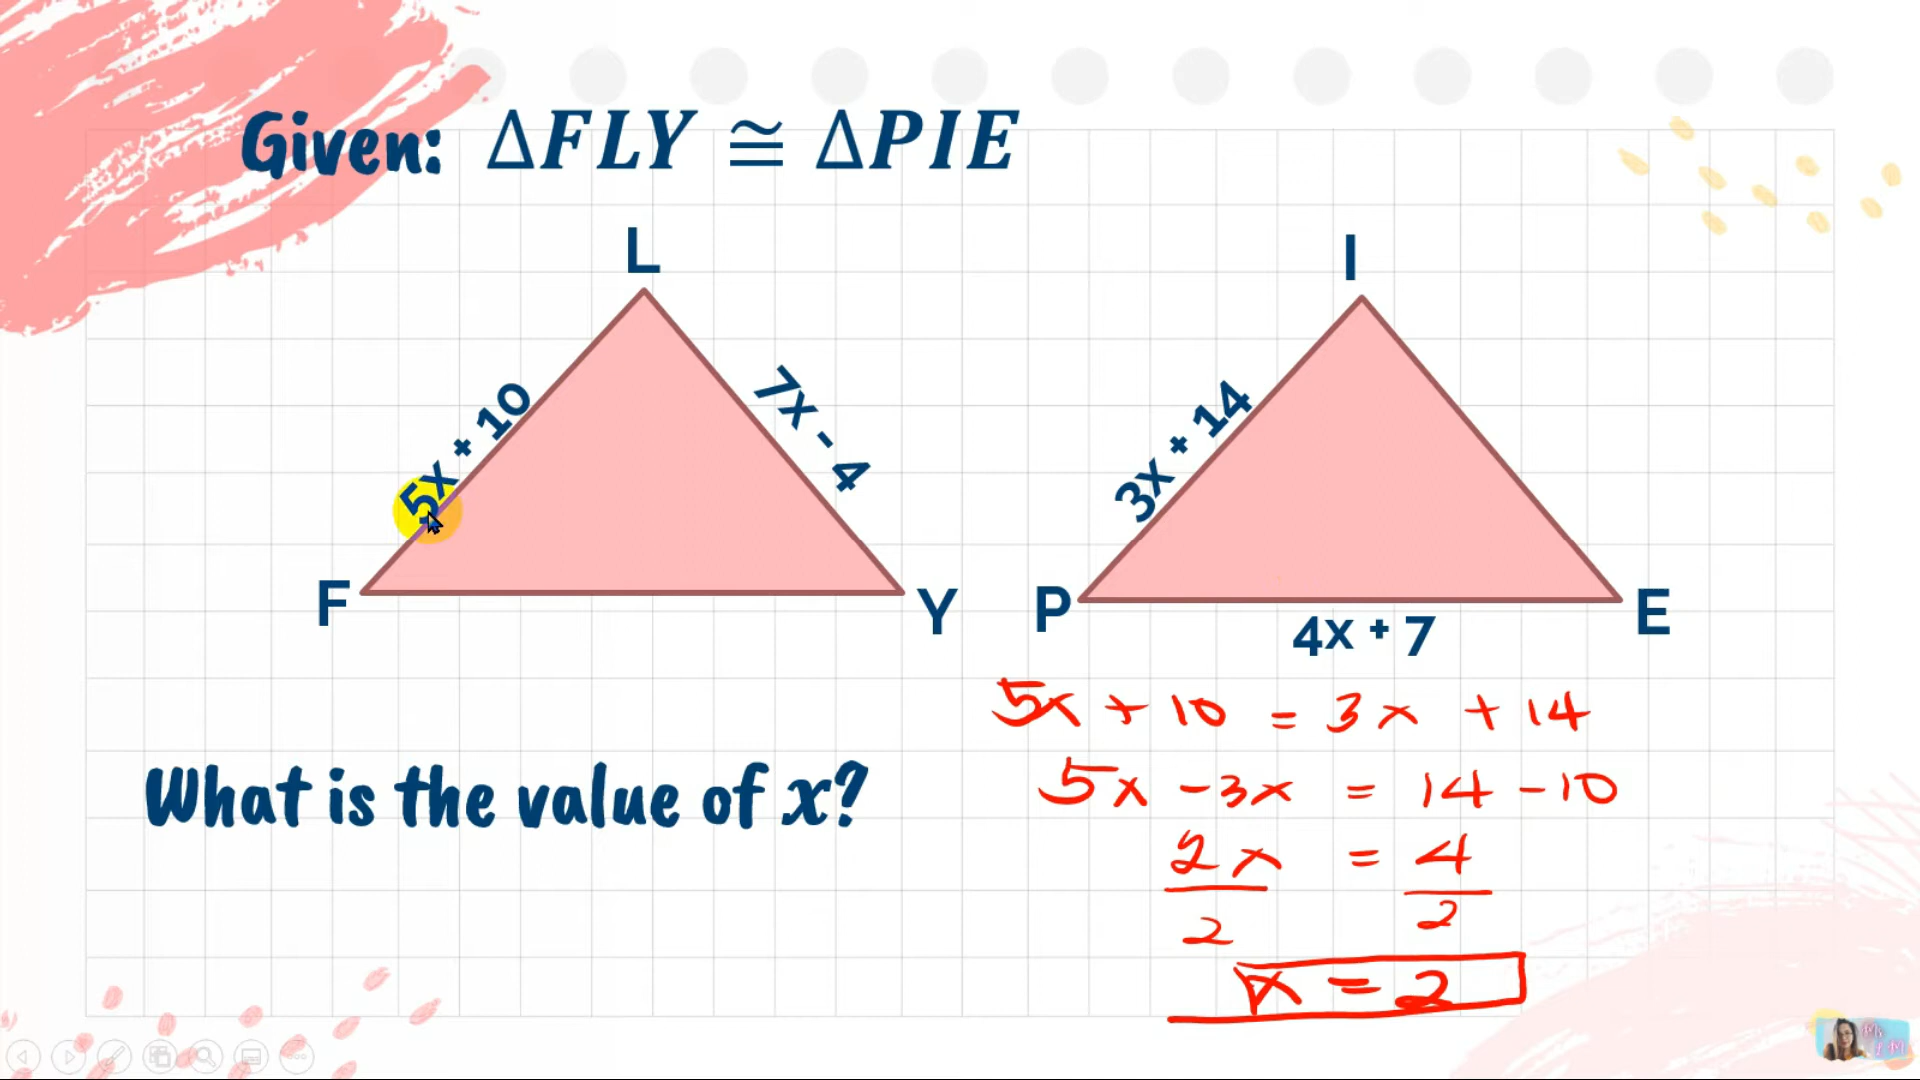 Given: ΔFLY ≅ ΔPIE
L
I
5x + 10
7x - 4
3x + 14
F
Y
P
E
4x + 7
5x + 10 = 3x + 14
5x - 3x = 14 - 10
2x = 4
2 2
x = 2
What is the value of x?